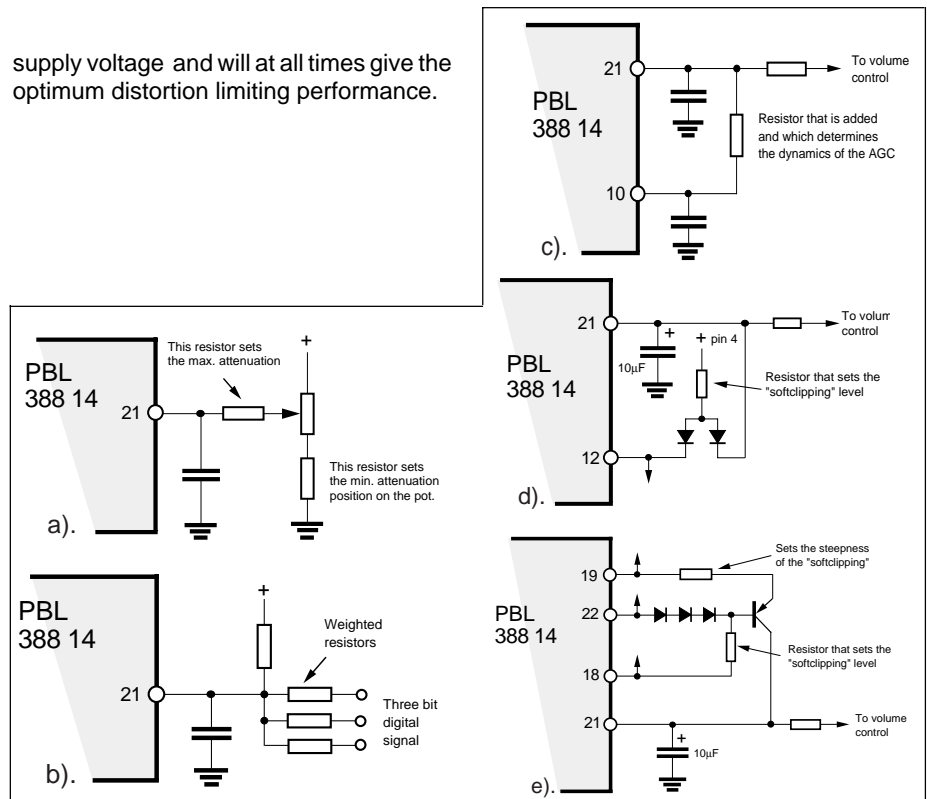 supply voltage and will at all times give the
optimum distortion limiting performance.
PBL
388 14
21
This resistor sets
the max. attenuation
+
This resistor sets
the min. attenuation
position on the pot.
a).
PBL
388 14
21
+
Weighted
resistors
Three bit
digital
signal
b).
PBL
388 14
21
10
To volume
control
Resistor that is added
and which determines
the dynamics of the AGC
c).
PBL
388 14
21
12
+
10µF
+ pin 4
To volum
control
Resistor that sets the
"softclipping" level
d).
PBL
388 14
19
22
18
21
Sets the steepness
of the "softclipping"
Resistor that sets the
"softclipping" level
To volume
control
+
10µF
e).